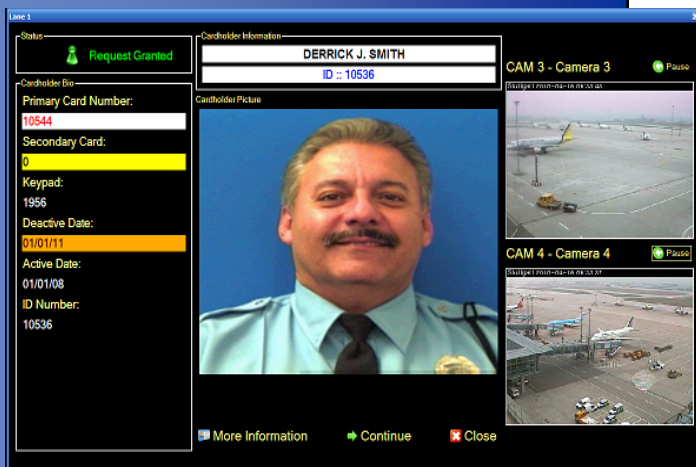 Lane 1
Status
Request Granted
Cardholder Bio
Primary Card Number:
10544
Secondary Card:
0
Keypad:
1956
Deactive Date:
01/01/11
Active Date:
01/01/08
ID Number:
10536
Cardholder Information
DERRICK J. SMITH
ID :: 10536
Cardholder Picture
More Information
Continue
Close
CAM 3 - Camera 3
Pause
CAM 4 - Camera 4
Pause